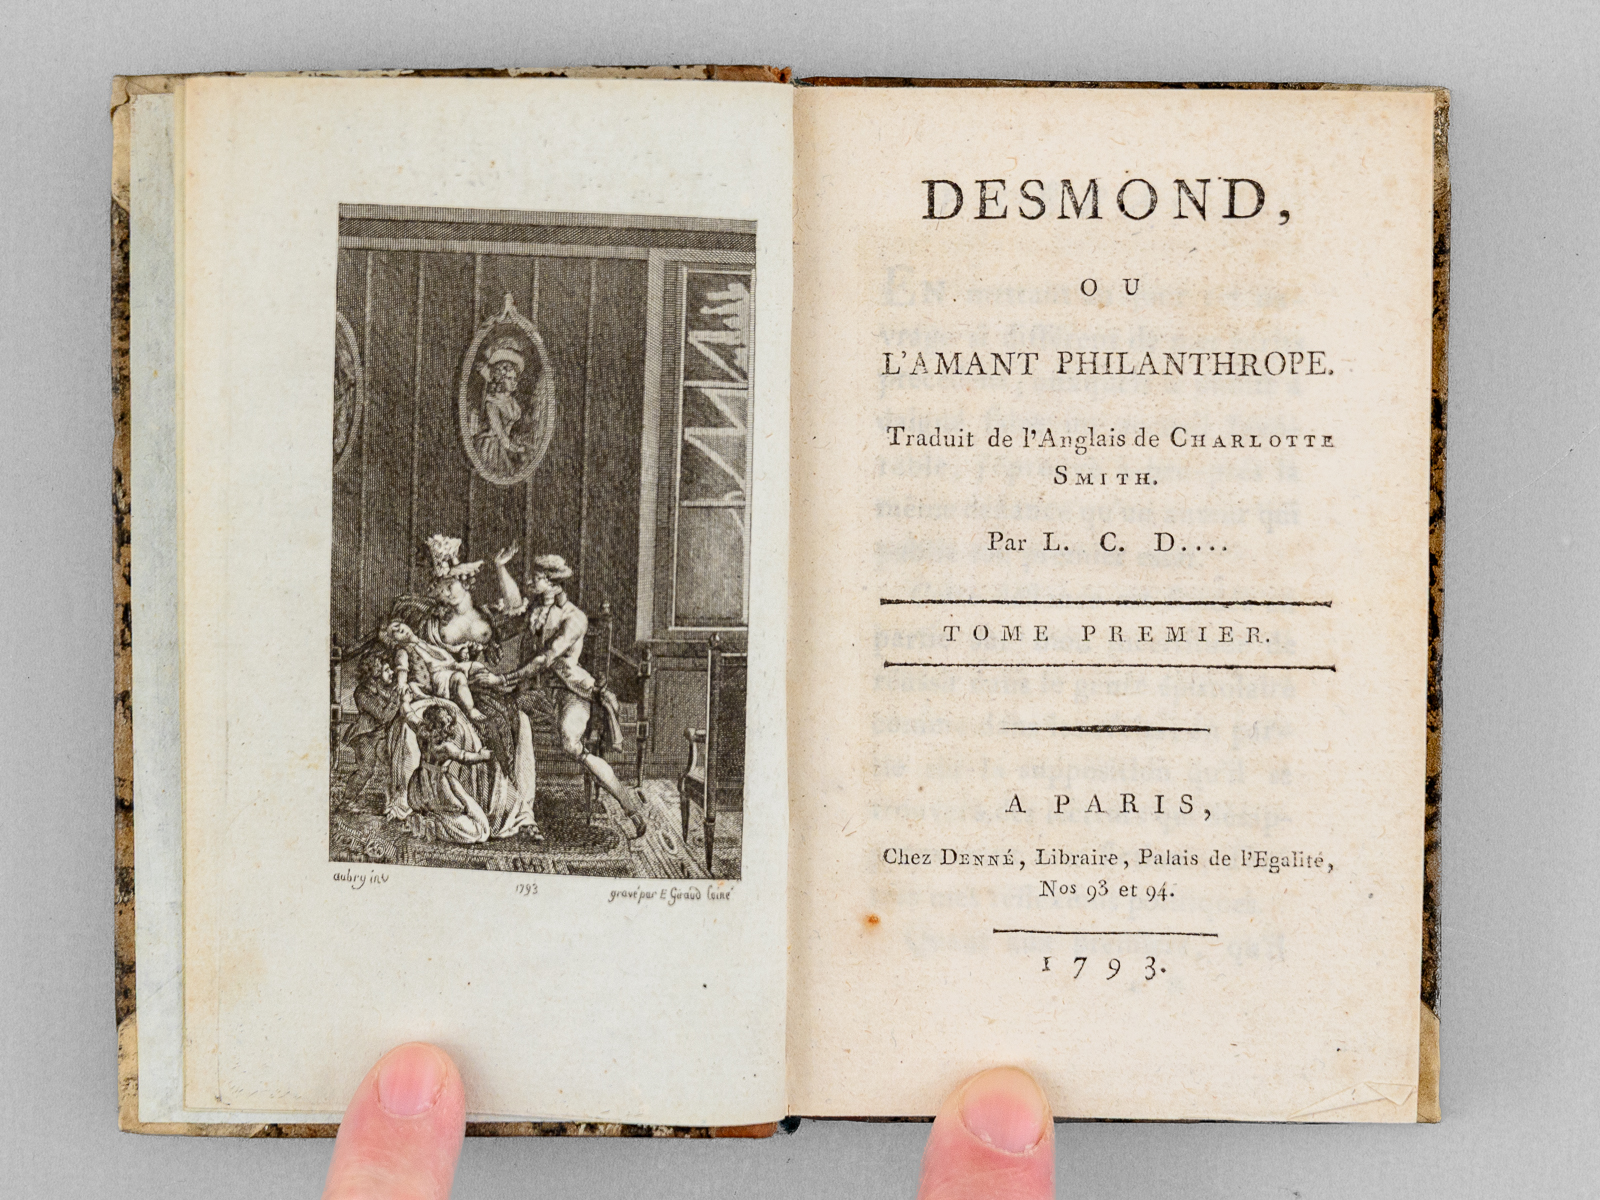 aubry inv
1793
gravé par E Giraud l'ainé
DESMOND,
OU
L'AMANT PHILANTHROPE.
Traduit de l'Anglais de CHARLOTTE
SMITH.
Par L. C. D....
TOME PREMIER.
A PARIS,
Chez DENNÉ, Libraire, Palais de l'Egalité,
Nos 93 et 94.
1793.